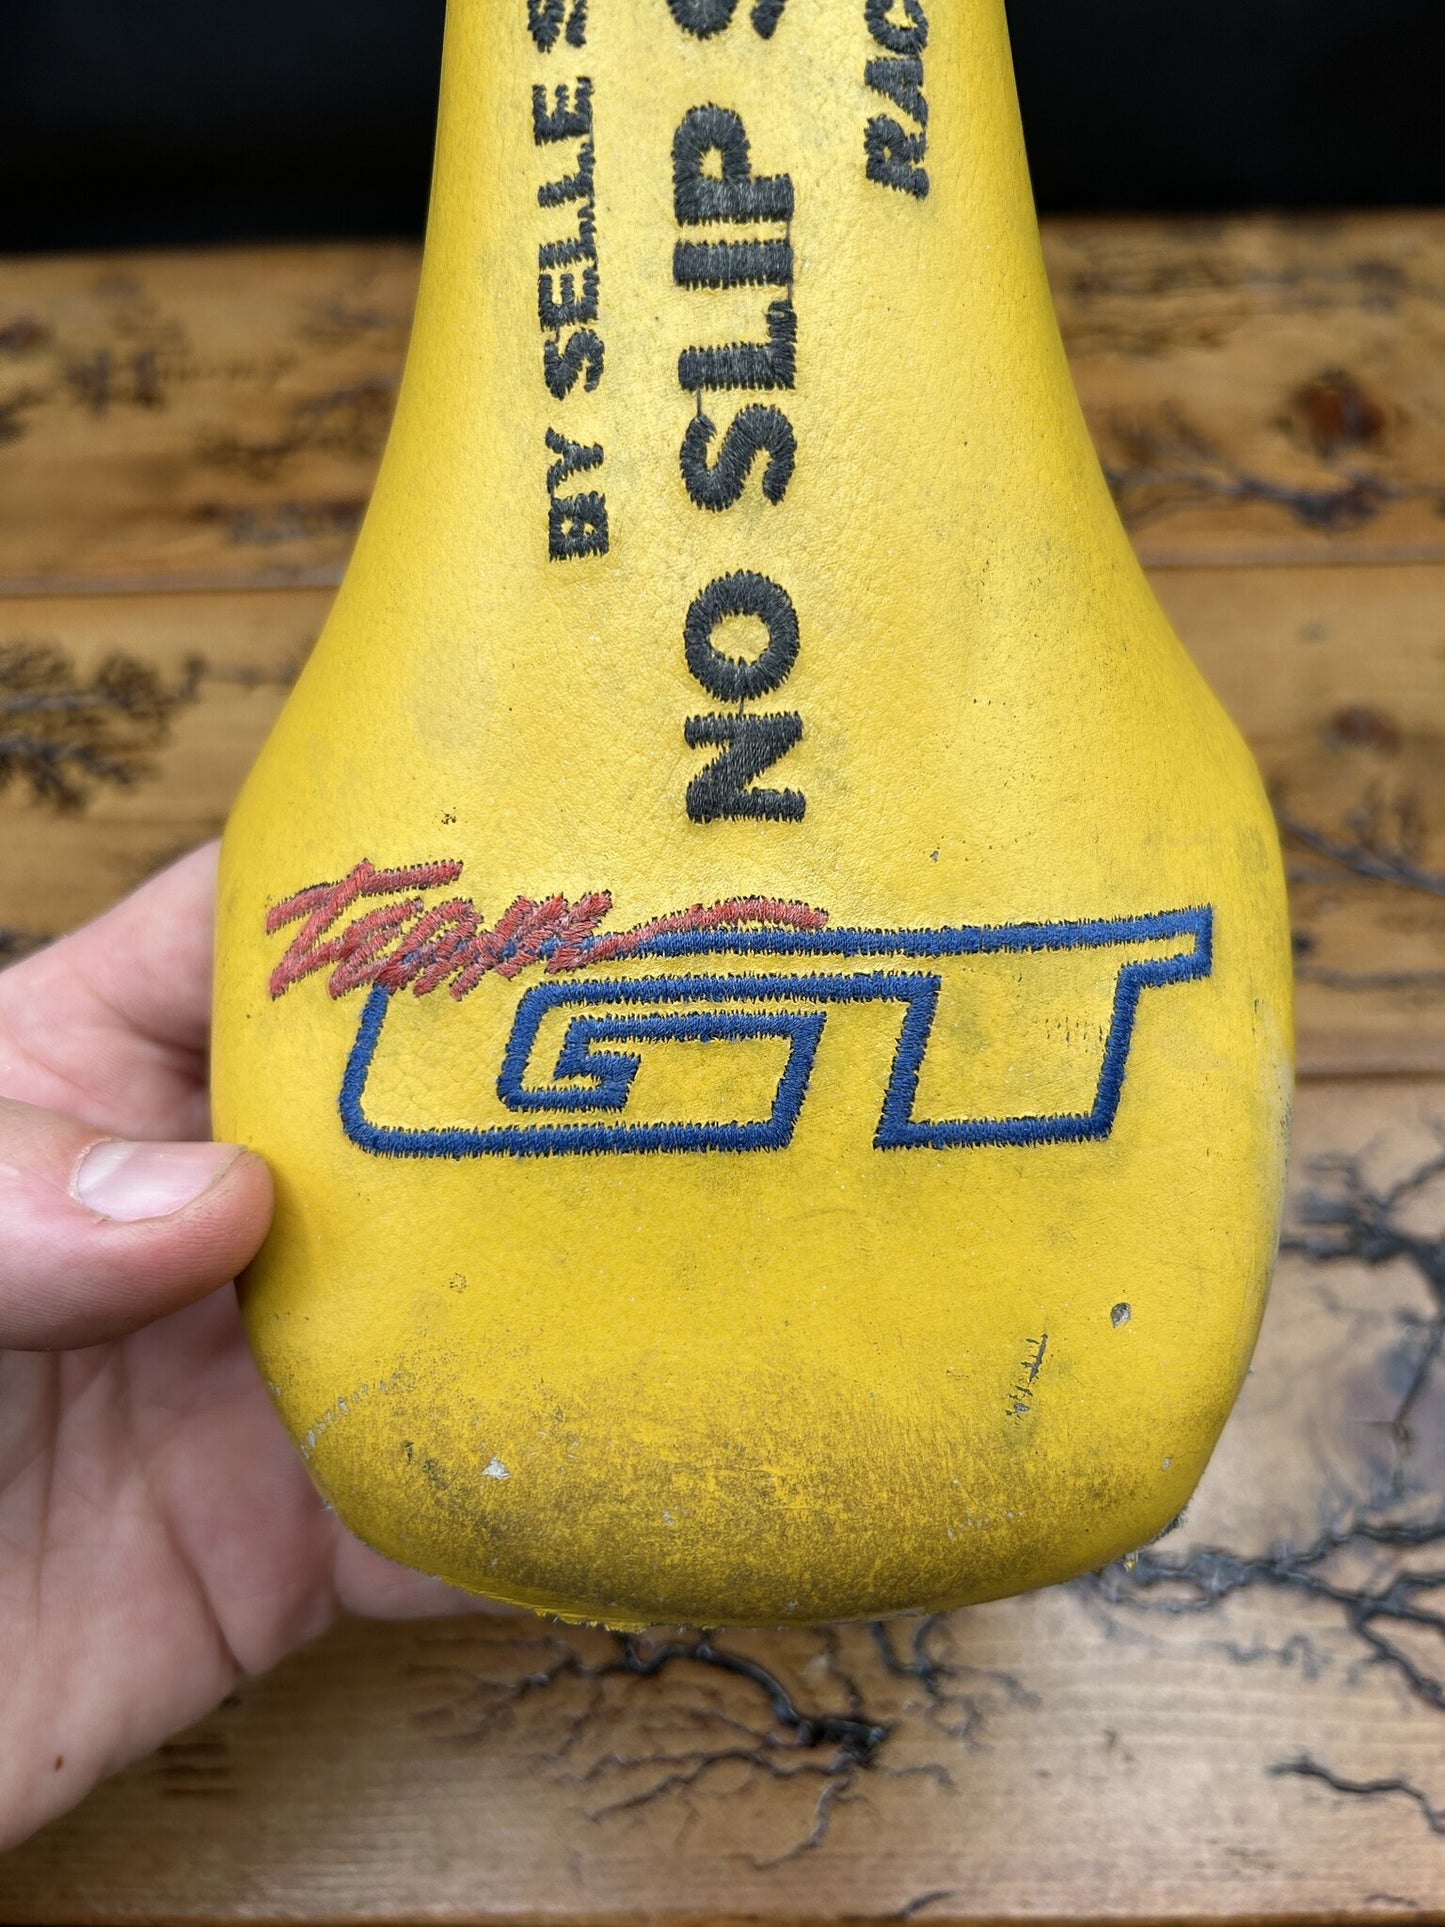 BY SELLE
NO SLIP
team
GT